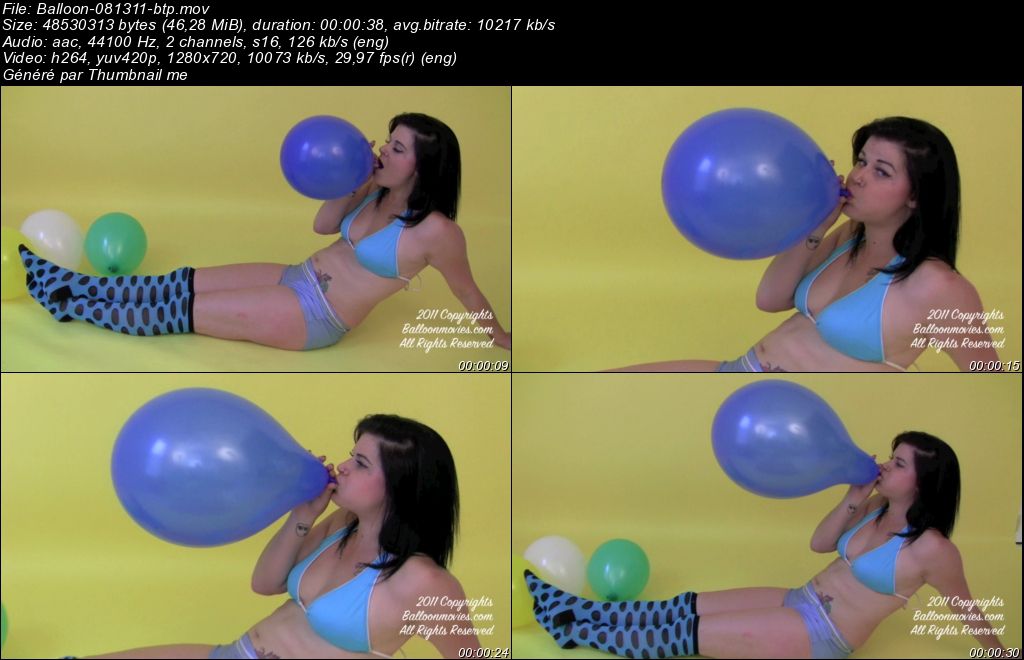 File: Balloon-081311-btp.mov
Size: 48530313 bytes (46,28 MiB), duration: 00:00:38, avg.bitrate: 10217 kb/s
Audio: aac, 44100 Hz, 2 channels, s16, 126 kb/s (eng)
Video: h264, yuv420p, 1280x720, 10073 kb/s, 29,97 fps(r) (eng)
Généré par Thumbnail me
2011 Copyrights
Balloonmovies.com
All Rights Reserved
00:00:09
2011 Copyrights
Balloonmovies.com
All Rights Reserved
00:00:15
2011 Copyrights
Balloonmovies.com
All Rights Reserved
00:00:24
2011 Copyrights
Balloonmovies.com
All Rights Reserved
00:00:30